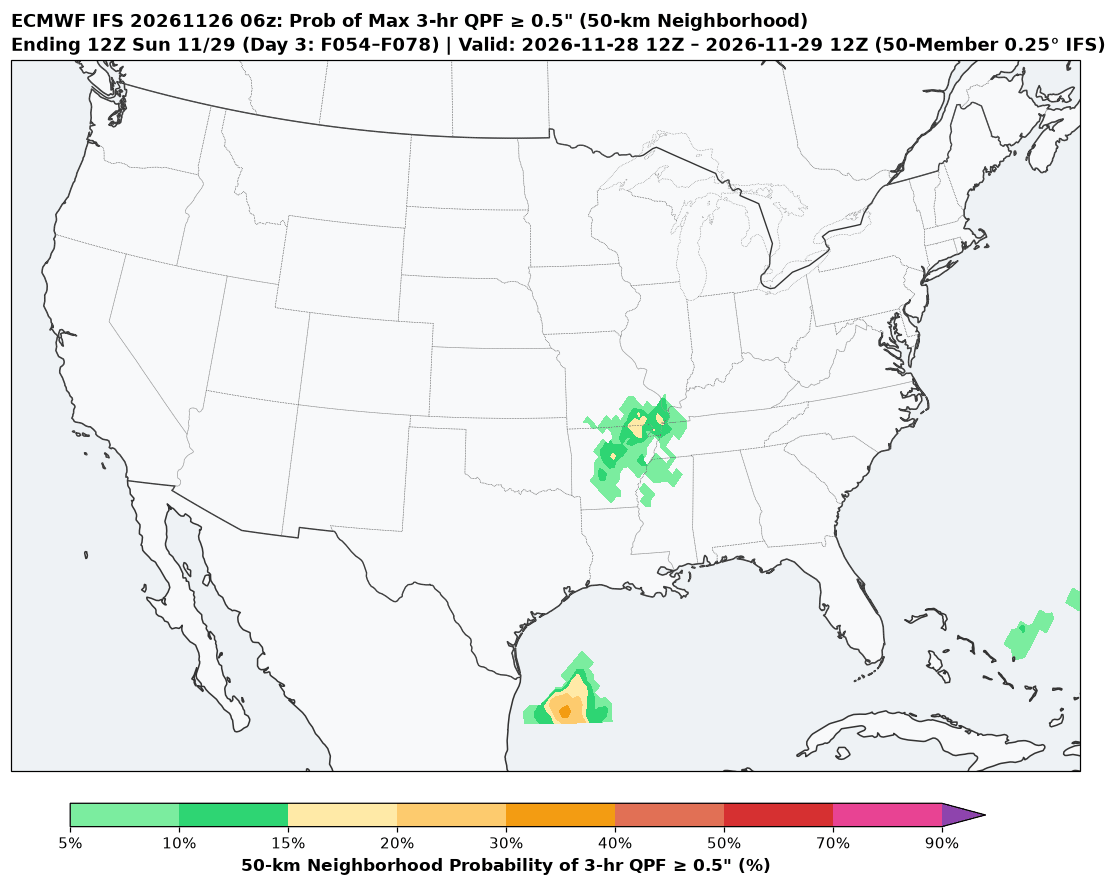 ECMWF IFS 20261126 06z: Prob of Max 3-hr QPF ≥ 0.5" (50-km Neighborhood)
Ending 12Z Sun 11/29 (Day 3: F054–F078) | Valid: 2026-11-28 12Z – 2026-11-29 12Z (50-Member 0.25° IFS)
5% 10% 15% 20% 30% 40% 50% 70% 90%
50-km Neighborhood Probability of 3-hr QPF ≥ 0.5" (%)